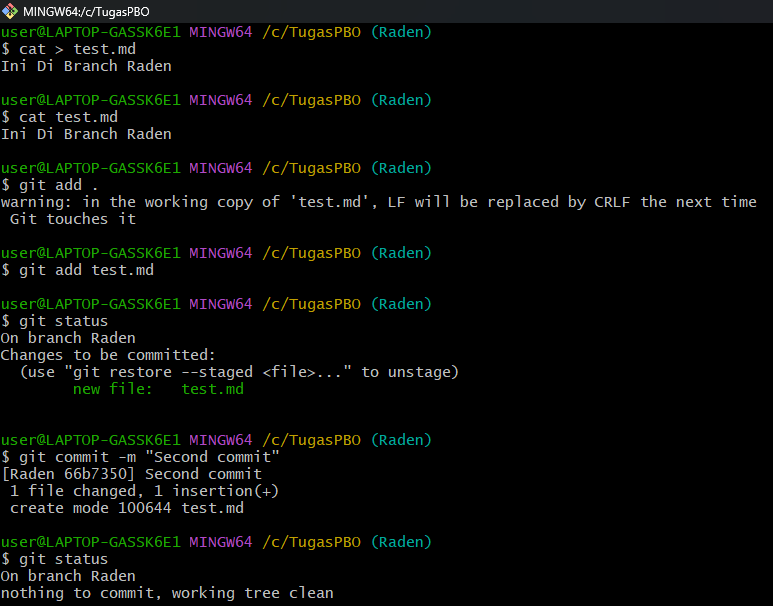 MINGW64:/c/TugasPBO
user@LAPTOP-GASSK6E1 MINGW64 /c/TugasPBO (Raden)
$ cat > test.md
Ini Di Branch Raden
user@LAPTOP-GASSK6E1 MINGW64 /c/TugasPBO (Raden)
$ cat test.md
Ini Di Branch Raden
user@LAPTOP-GASSK6E1 MINGW64 /c/TugasPBO (Raden)
$ git add .
warning: in the working copy of 'test.md', LF will be replaced by CRLF the next time
 Git touches it
user@LAPTOP-GASSK6E1 MINGW64 /c/TugasPBO (Raden)
$ git add test.md
user@LAPTOP-GASSK6E1 MINGW64 /c/TugasPBO (Raden)
$ git status
On branch Raden
Changes to be committed:
  (use "git restore --staged <file>..." to unstage)
        new file:   test.md
user@LAPTOP-GASSK6E1 MINGW64 /c/TugasPBO (Raden)
$ git commit -m "Second commit"
[Raden 66b7350] Second commit
 1 file changed, 1 insertion(+)
 create mode 100644 test.md
user@LAPTOP-GASSK6E1 MINGW64 /c/TugasPBO (Raden)
$ git status
On branch Raden
nothing to commit, working tree clean